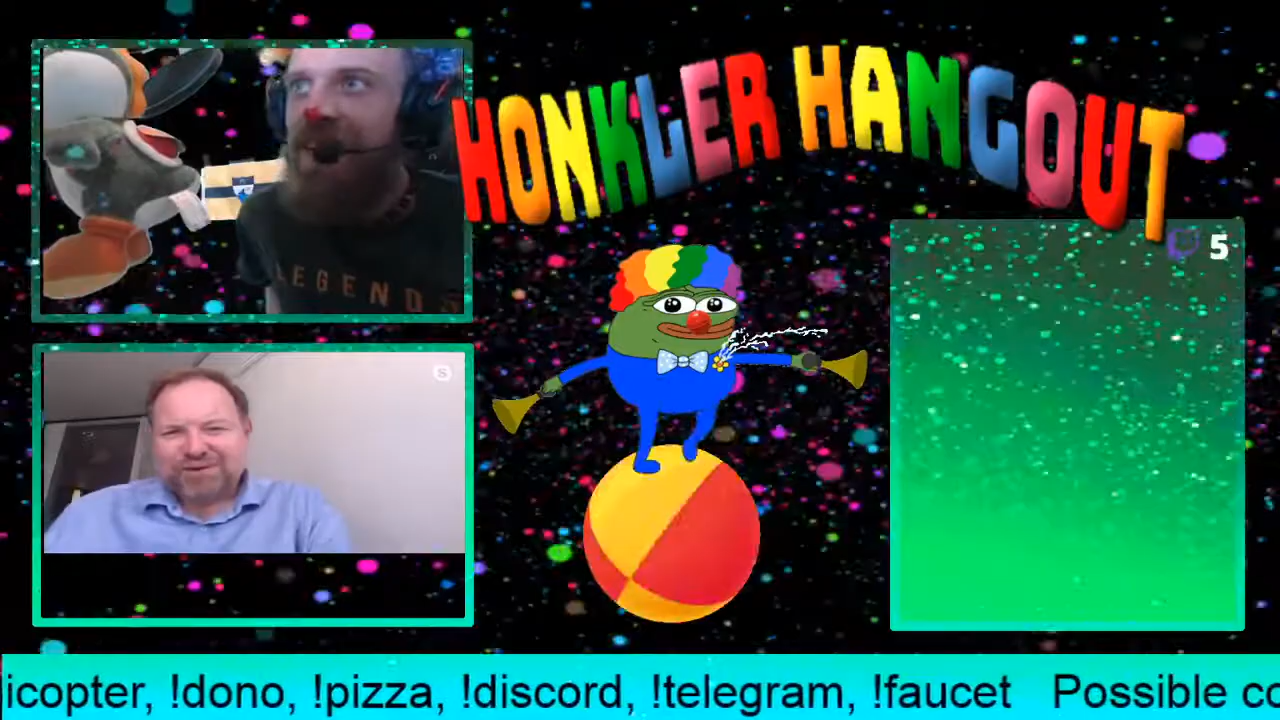 HONKLER HANGOUT
LEGENDS
S
5
icopter, !dono, !pizza, !discord, !telegram, !faucet Possible co